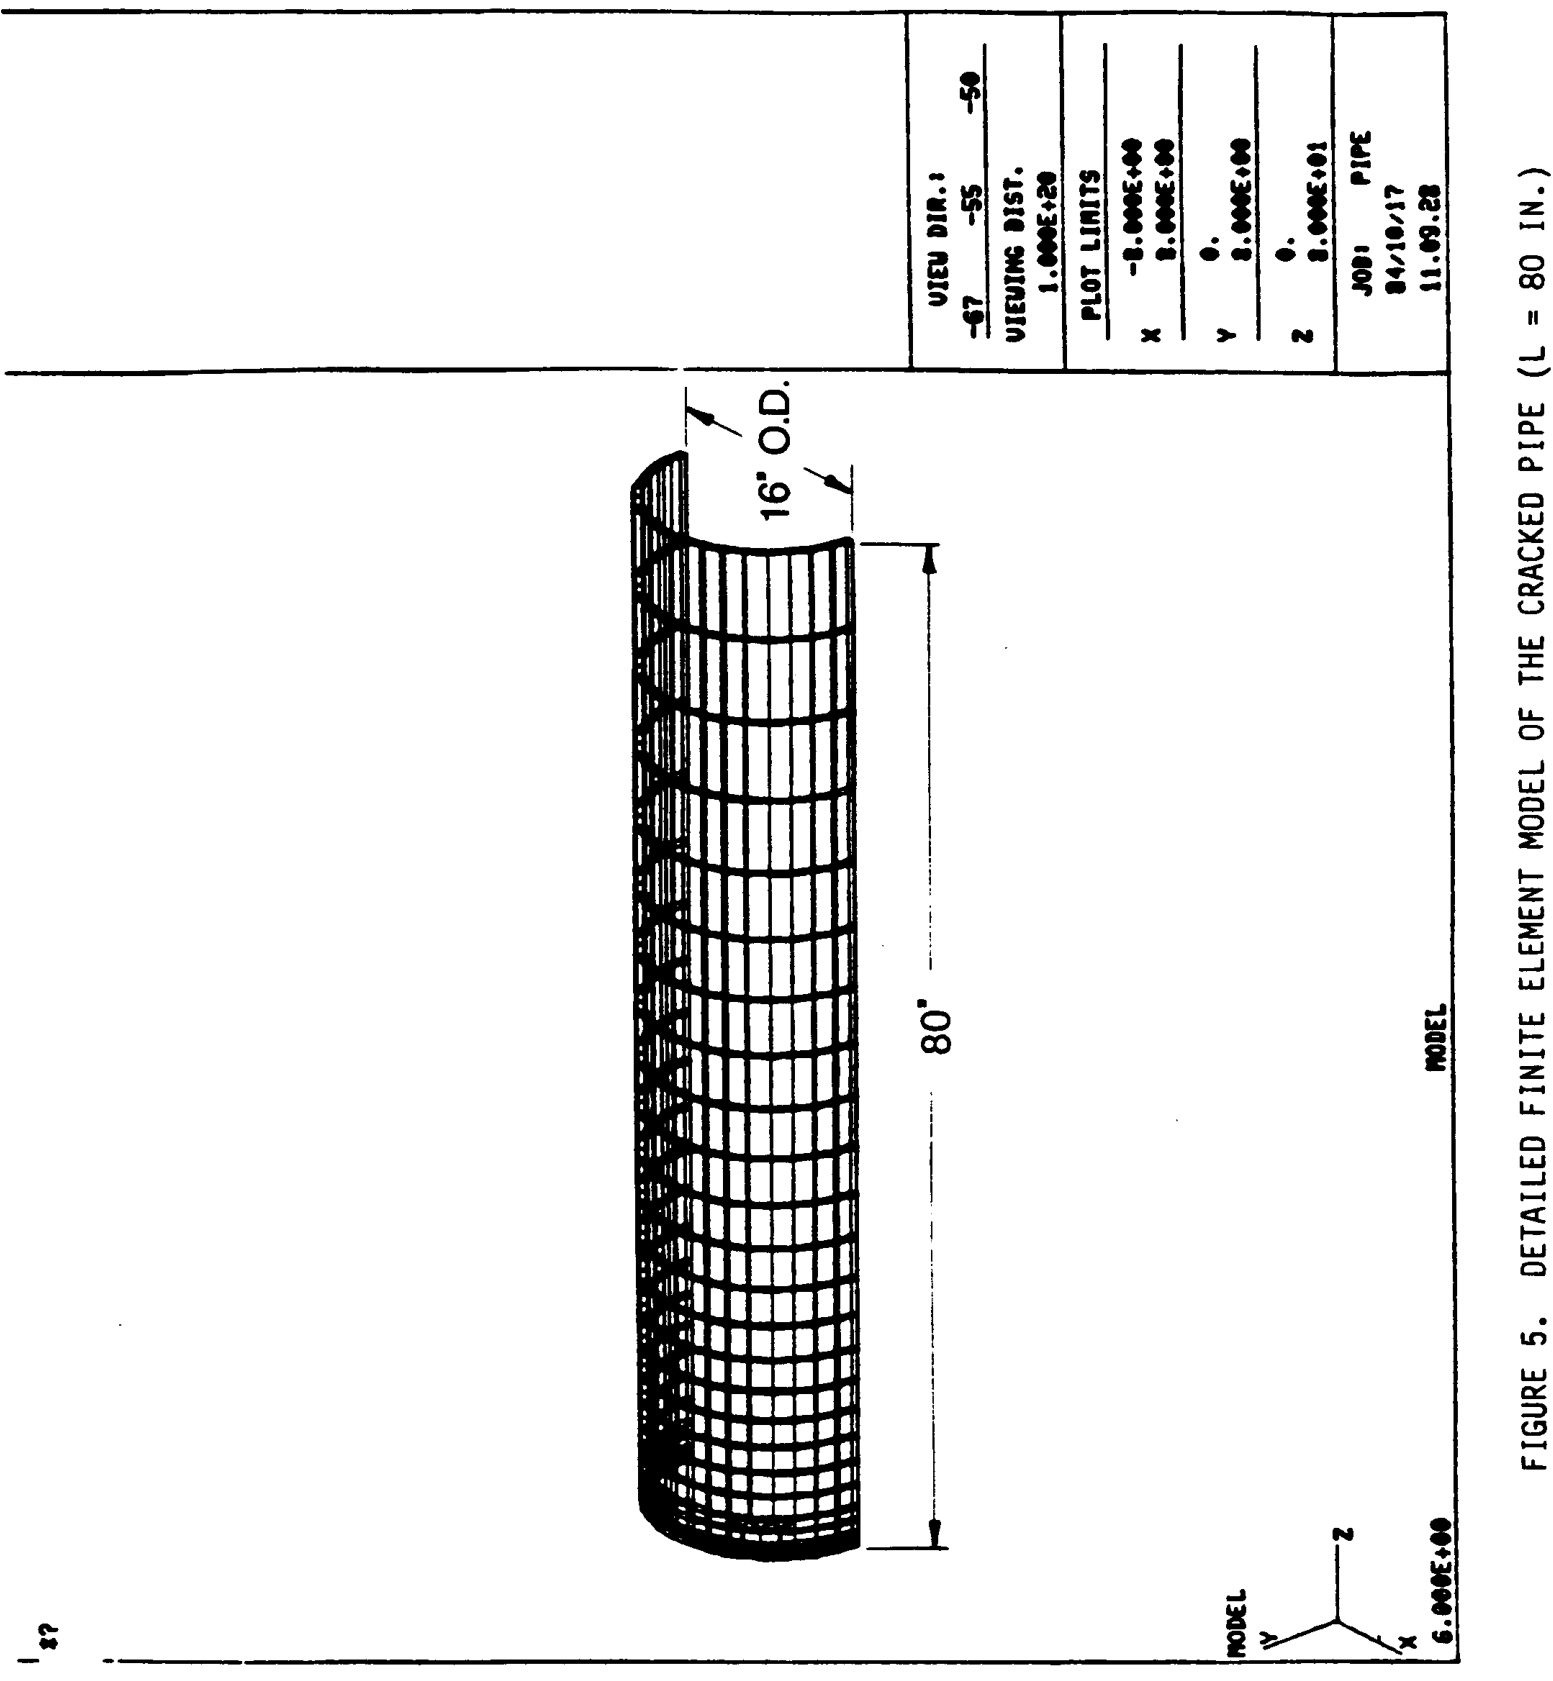 *?
VIEW DIR.:
-67 -55 -50
VIEWING DIST.
1.000E+20
PLOT LIMITS
X -8.000E+00
8.000E+00
Y 0.
8.000E+00
Z 0.
8.000E+01
JOB: PIPE
84/10/17
11.09.28
16" O.D.
80"
MODEL
Y
Z
X
6.000E+00
MODEL
FIGURE 5. DETAILED FINITE ELEMENT MODEL OF THE CRACKED PIPE (L = 80 IN.)